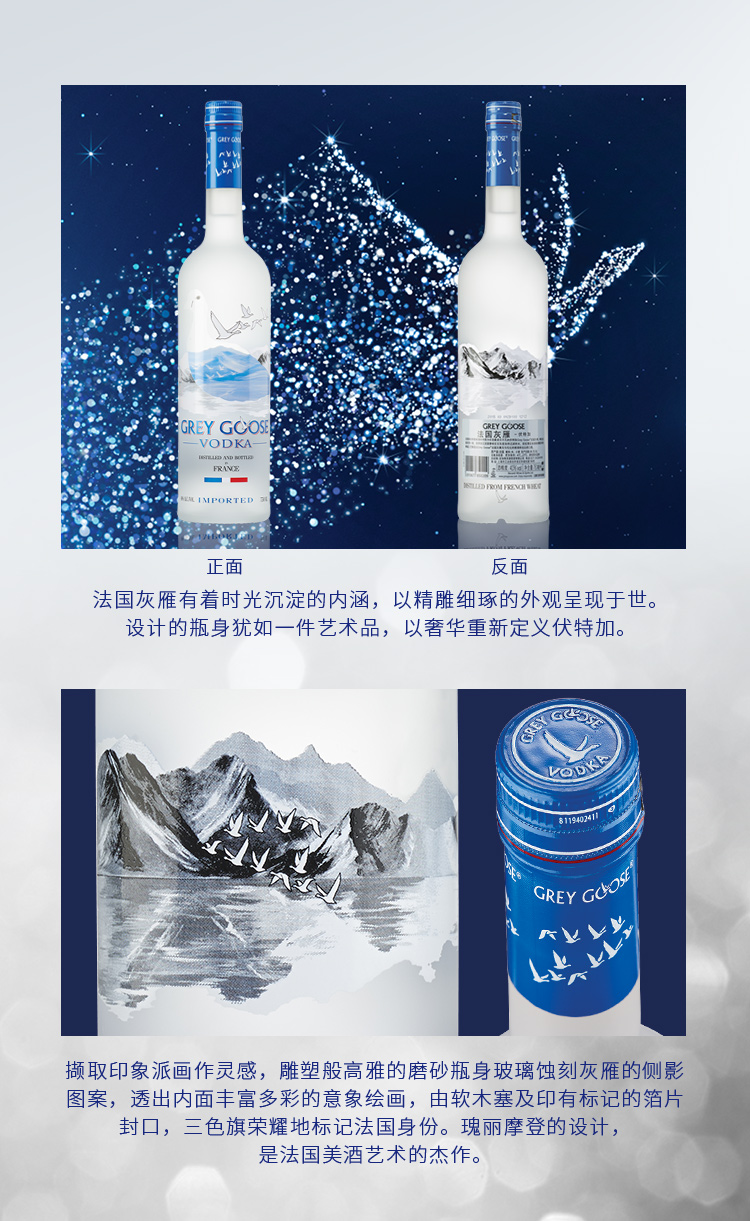 GREY GOOSE
GREY GOOSE
GREY GOOSE
VODKA
DISTILLED AND BOTTLED
IN
FRANCE
IMPORTED
GREY GOOSE
法国灰雁
DISTILLED FROM FRENCH WHEAT
正面
反面
法国灰雁有着时光沉淀的内涵，以精雕细琢的外观呈现于世。
设计的瓶身犹如一件艺术品，以奢华重新定义伏特加。
GREY GOOSE
VODKA
8119402411
OSE®
GREY GOOSE®
撷取印象派画作灵感，雕塑般高雅的磨砂瓶身玻璃蚀刻灰雁的侧影
图案，透出内面丰富多彩的意象绘画，由软木塞及印有标记的箔片
封口，三色旗荣耀地标记法国身份。瑰丽摩登的设计，
是法国美酒艺术的杰作。